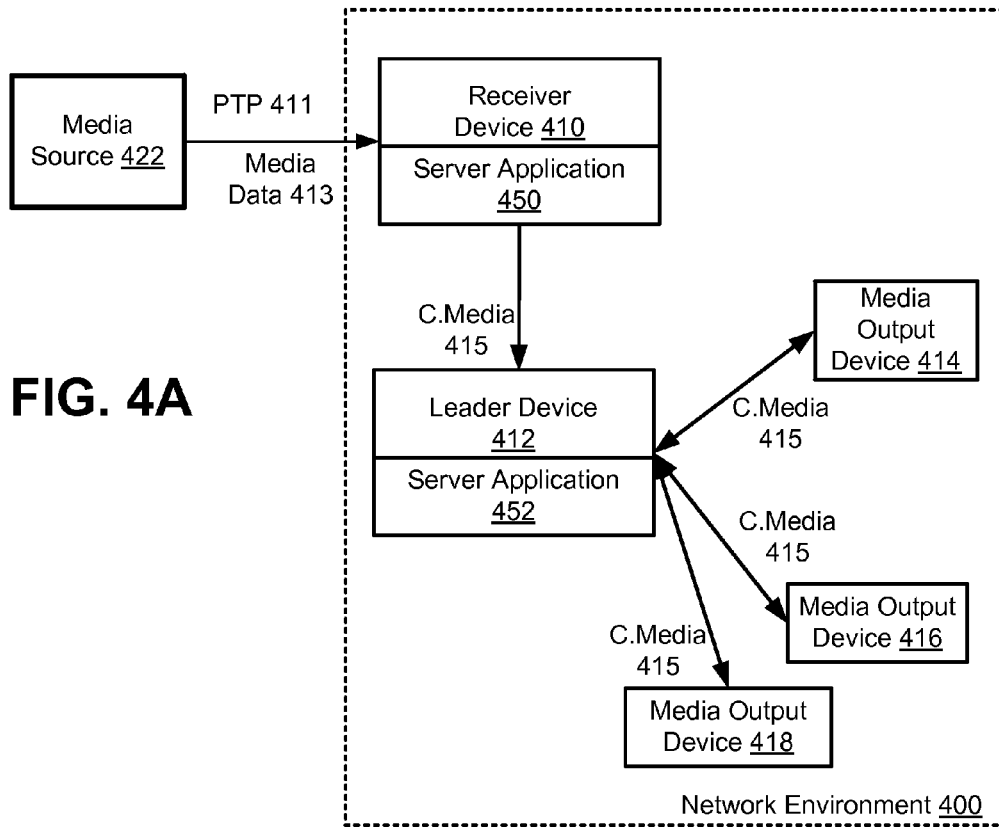 Media
Source 422
PTP 411
Media
Data 413
Receiver
Device 410
Server Application
450
C.Media
415
FIG. 4A
Leader Device
412
Server Application
452
Media
Output
Device 414
C.Media
415
C.Media
415
Media Output
Device 416
C.Media
415
Media Output
Device 418
Network Environment 400